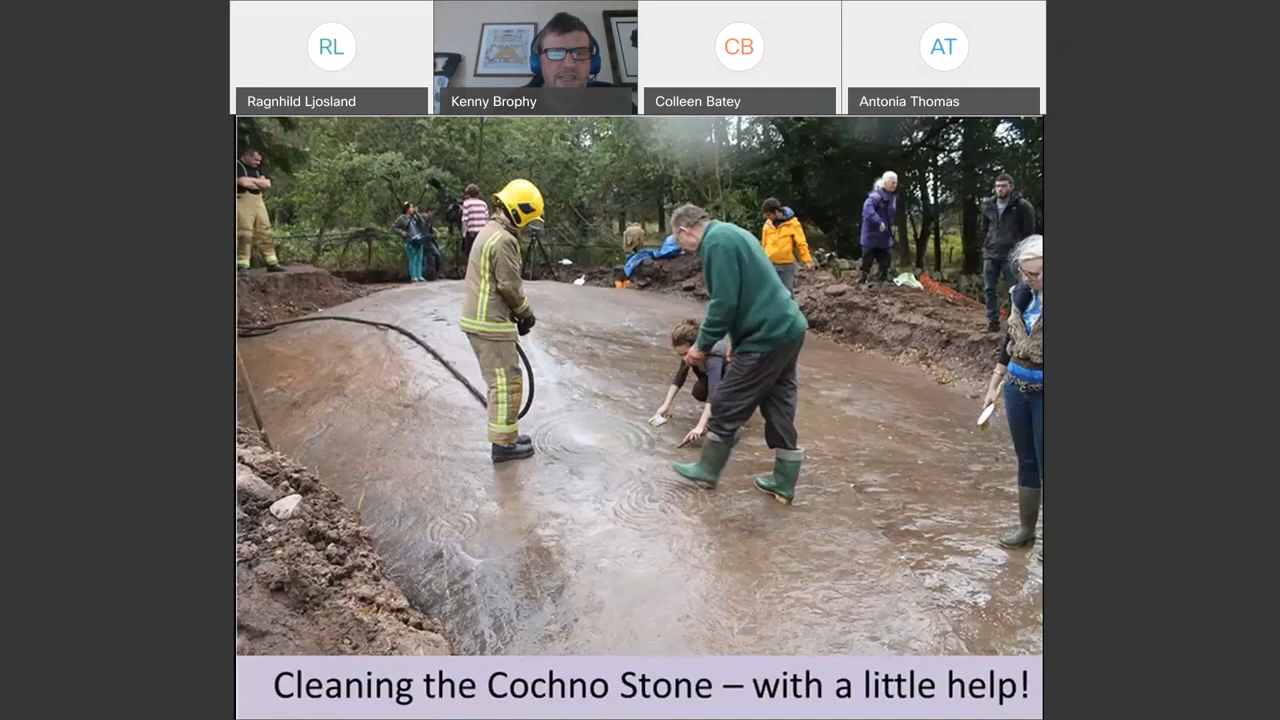 RL
CB
AT
Ragnhild Ljosland
Kenny Brophy
Colleen Batey
Antonia Thomas
Cleaning the Cochno Stone – with a little help!